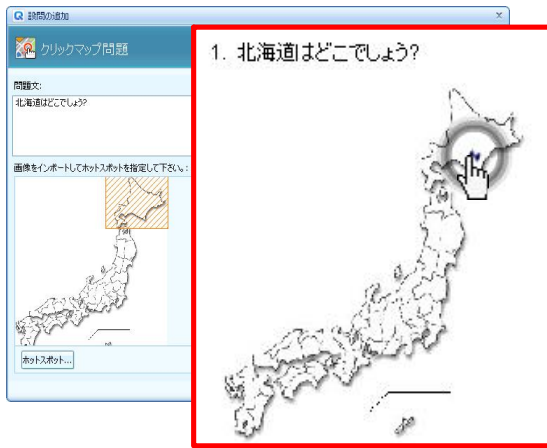 設問の追加
クリックマップ問題
問題文:
北海道はどこでしょう?
画像をインポートしてホットスポットを指定して下さい。:
ホットスポット...
1. 北海道はどこでしょう?